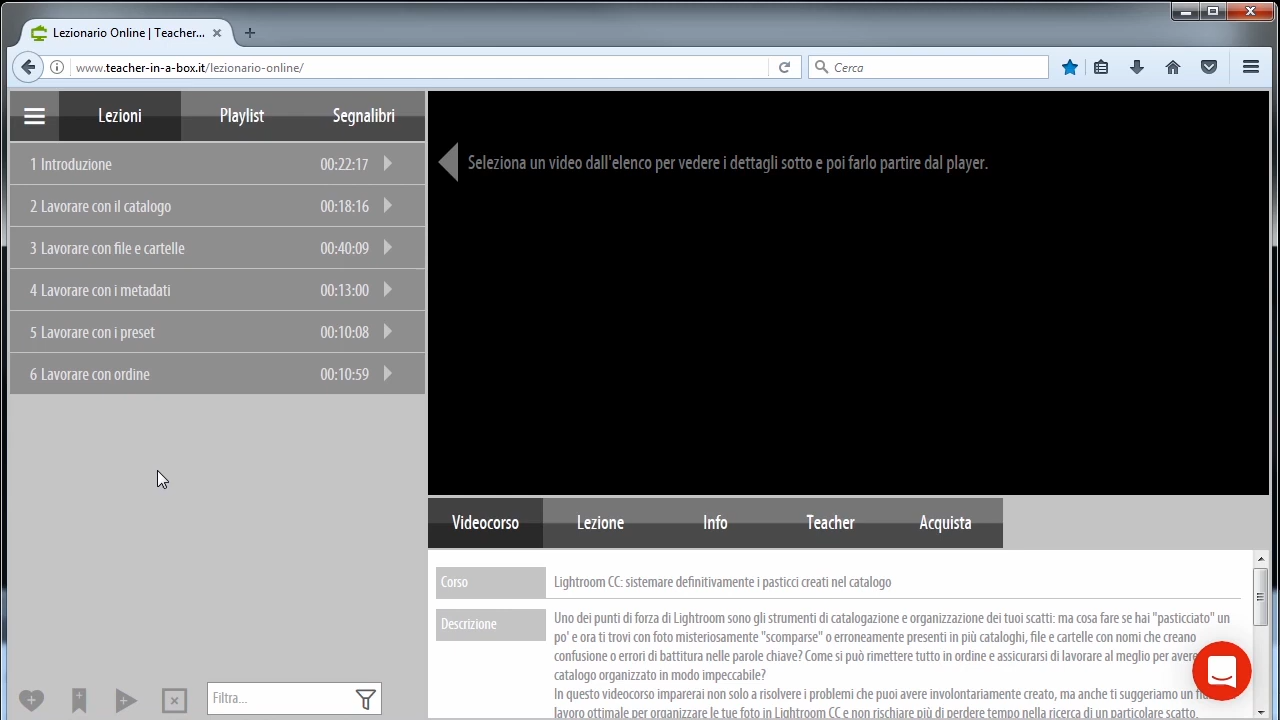 Lezionario Online | Teacher...
www.teacher-in-a-box.it/lezionario-online/
Cerca
Lezioni
Playlist
Segnalibri
1 Introduzione 00:22:17
2 Lavorare con il catalogo 00:18:16
3 Lavorare con file e cartelle 00:40:09
4 Lavorare con i metadati 00:13:00
5 Lavorare con i preset 00:10:08
6 Lavorare con ordine 00:10:59
Filtra...
Seleziona un video dall'elenco per vedere i dettagli sotto e poi farlo partire dal player.
Videocorso
Lezione
Info
Teacher
Acquista
Corso
Lightroom CC: sistemare definitivamente i pasticci creati nel catalogo
Descrizione
Uno dei punti di forza di Lightroom sono gli strumenti di catalogazione e organizzazione dei tuoi scatti: ma cosa fare se hai "pasticciato" un
po' e ora ti trovi con foto misteriosamente "scomparse" o erroneamente presenti in più cataloghi, file e cartelle con nomi che creano
confusione o errori di battitura nelle parole chiave? Come si può rimettere tutto in ordine e assicurarsi di lavorare al meglio per avere
catalogo organizzato in modo impeccabile?
In questo videocorso imparerai non solo a risolvere i problemi che puoi avere involontariamente creato, ma anche ti suggeriamo un
lavoro ottimale per organizzare le tue foto in Lightroom CC e non rischiare più di perdere tempo nella ricerca di un particolare scatto.